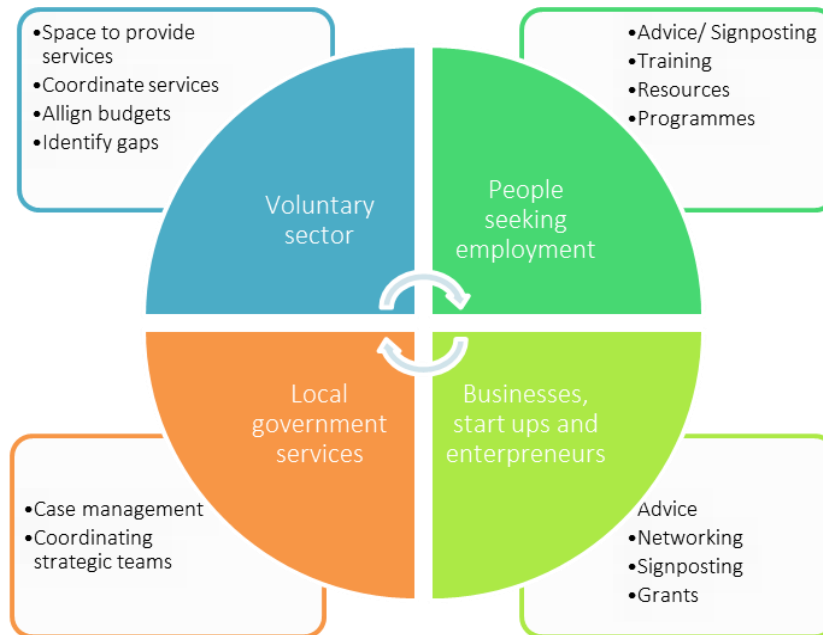 •Space to provide
services
•Coordinate services
•Allign budgets
•Identify gaps
•Advice/ Signposting
•Training
•Resources
•Programmes
Voluntary
sector
People
seeking
employment
Local
government
services
Businesses,
start ups and
enterpreneurs
•Case management
•Coordinating
strategic teams
Advice
•Networking
•Signposting
•Grants